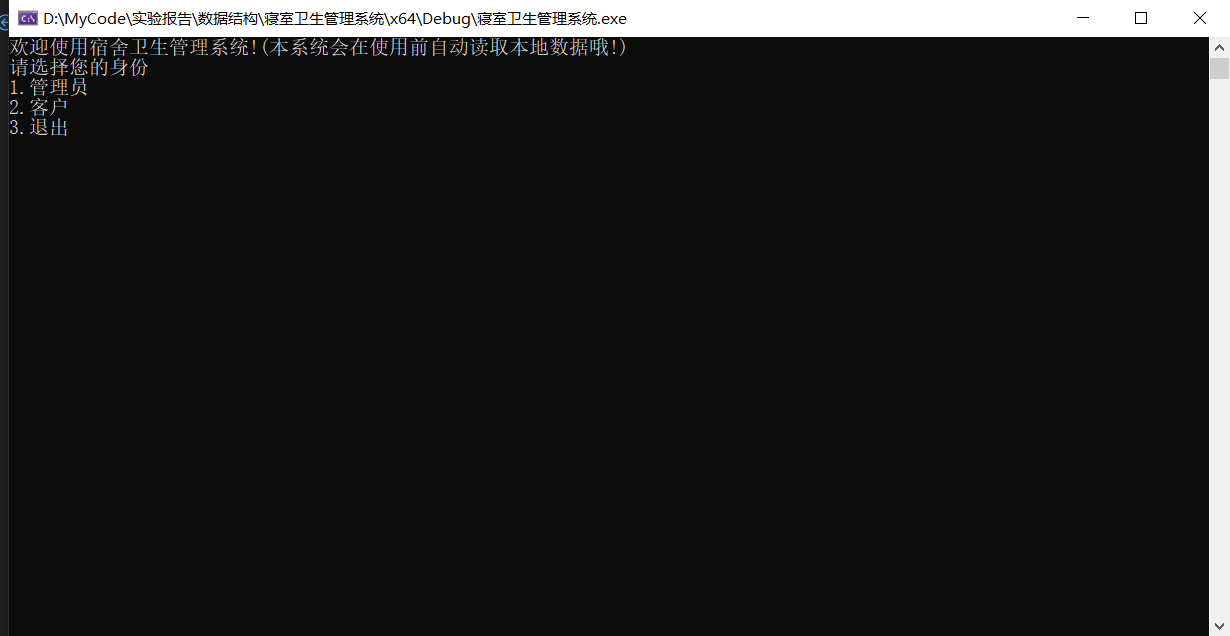 D:\MyCode\实验报告\数据结构\寝室卫生管理系统\x64\Debug\寝室卫生管理系统.exe
欢迎使用宿舍卫生管理系统!(本系统会在使用前自动读取本地数据哦!)
请选择您的身份
1.管理员
2.客户
3.退出